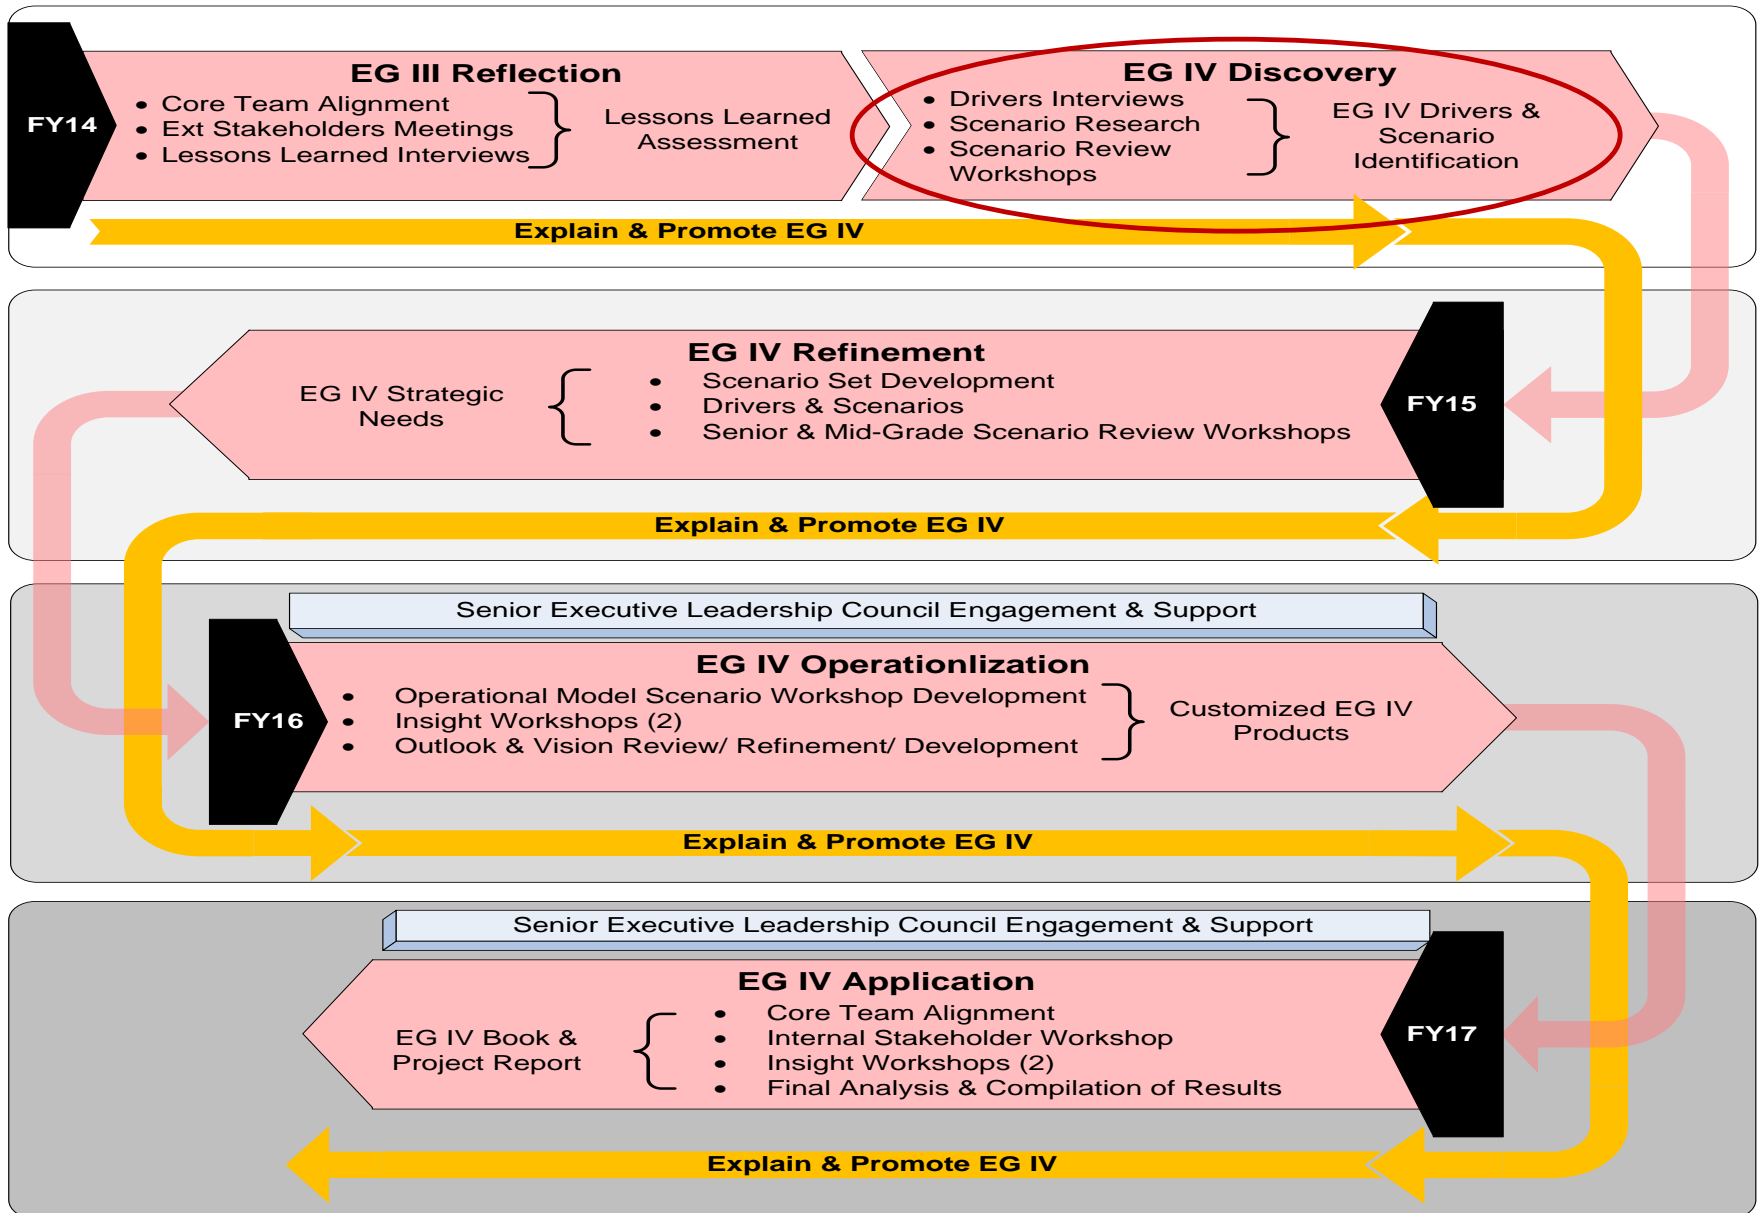 FY14
EG III Reflection
• Core Team Alignment
• Ext Stakeholders Meetings
• Lessons Learned Interviews
Lessons Learned
Assessment
EG IV Discovery
• Drivers Interviews
• Scenario Research
• Scenario Review
Workshops
EG IV Drivers &
Scenario
Identification
Explain & Promote EG IV
FY15
EG IV Refinement
• Scenario Set Development
• Drivers & Scenarios
• Senior & Mid-Grade Scenario Review Workshops
EG IV Strategic
Needs
Explain & Promote EG IV
Senior Executive Leadership Council Engagement & Support
FY16
EG IV Operationlization
• Operational Model Scenario Workshop Development
• Insight Workshops (2)
• Outlook & Vision Review/ Refinement/ Development
Customized EG IV
Products
Explain & Promote EG IV
Senior Executive Leadership Council Engagement & Support
FY17
EG IV Application
• Core Team Alignment
• Internal Stakeholder Workshop
• Insight Workshops (2)
• Final Analysis & Compilation of Results
EG IV Book &
Project Report
Explain & Promote EG IV